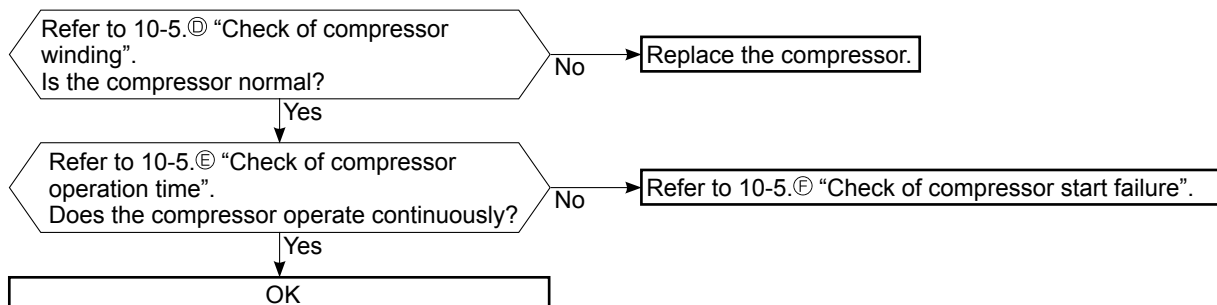 Refer to 10-5.Ⓓ “Check of compressor
winding”.
Is the compressor normal?
No
Replace the compressor.
Yes
Refer to 10-5.Ⓔ “Check of compressor
operation time”.
Does the compressor operate continuously?
No
Refer to 10-5.Ⓕ “Check of compressor start failure”.
Yes
OK